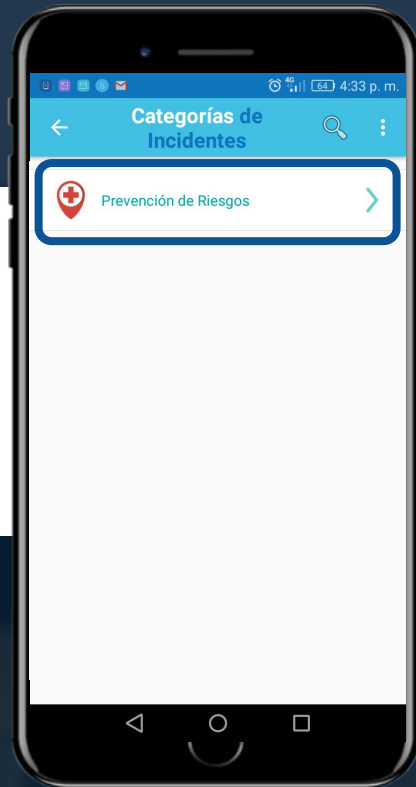 4G 64 4:33 p. m.
Categorías de
Incidentes
Prevención de Riesgos